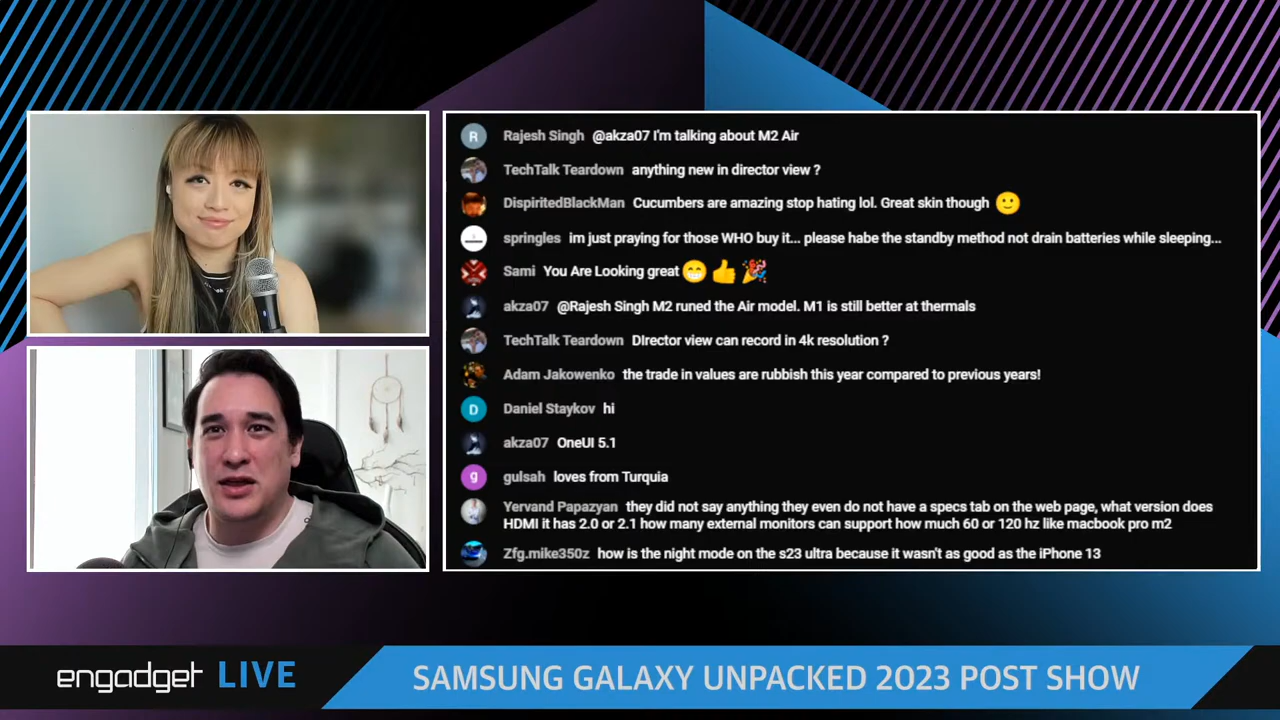 R Rajesh Singh @akza07 I'm talking about M2 Air
TechTalk Teardown anything new in director view ?
DispiritedBlackMan Cucumbers are amazing stop hating lol. Great skin though 🙂
springles im just praying for those WHO buy it... please habe the standby method not drain batteries while sleeping...
Sami You Are Looking great😁👍🎉
akza07 @Rajesh Singh M2 runed the Air model. M1 is still better at thermals
TechTalk Teardown DIrector view can record in 4k resolution ?
Adam Jakowenko the trade in values are rubbish this year compared to previous years!
D Daniel Staykov hi
akza07 OneUI 5.1
g gulsah loves from Turquia
Yervand Papazyan they did not say anything they even do not have a specs tab on the web page, what version does
HDMI it has 2.0 or 2.1 how many external monitors can support how much 60 or 120 hz like macbook pro m2
Zfg.mike350z how is the night mode on the s23 ultra because it wasn't as good as the iPhone 13
engadget LIVE
SAMSUNG GALAXY UNPACKED 2023 POST SHOW